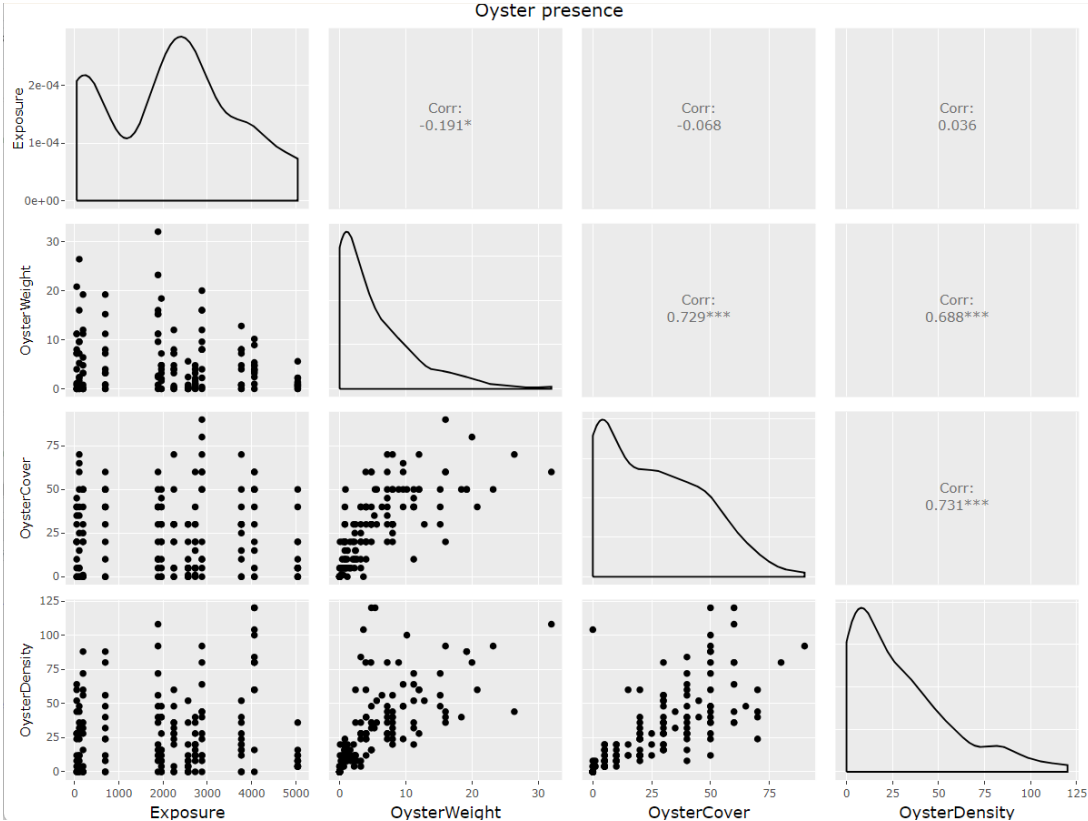 Oyster presence
Exposure
2e-04
1e-04
0e+00
Corr:
-0.191*
Corr:
-0.068
Corr:
0.036
OysterWeight
30
20
10
0
Corr:
0.729***
Corr:
0.688***
OysterCover
75
50
25
0
Corr:
0.731***
OysterDensity
125
100
75
50
25
0
0 1000 2000 3000 4000 5000
0 10 20 30
0 25 50 75
0 25 50 75 100 125
Exposure
OysterWeight
OysterCover
OysterDensity